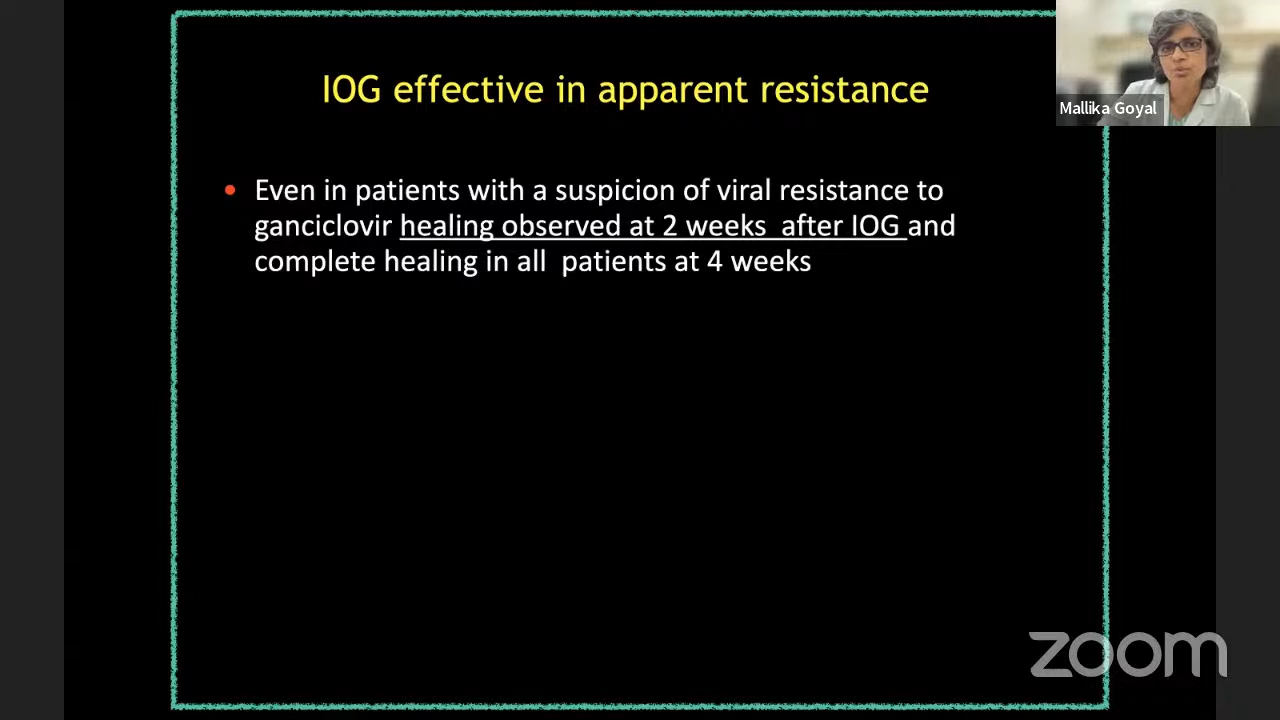 IOG effective in apparent resistance
Mallika Goyal
• Even in patients with a suspicion of viral resistance to
ganciclovir healing observed at 2 weeks  after IOG and
complete healing in all  patients at 4 weeks
zoom